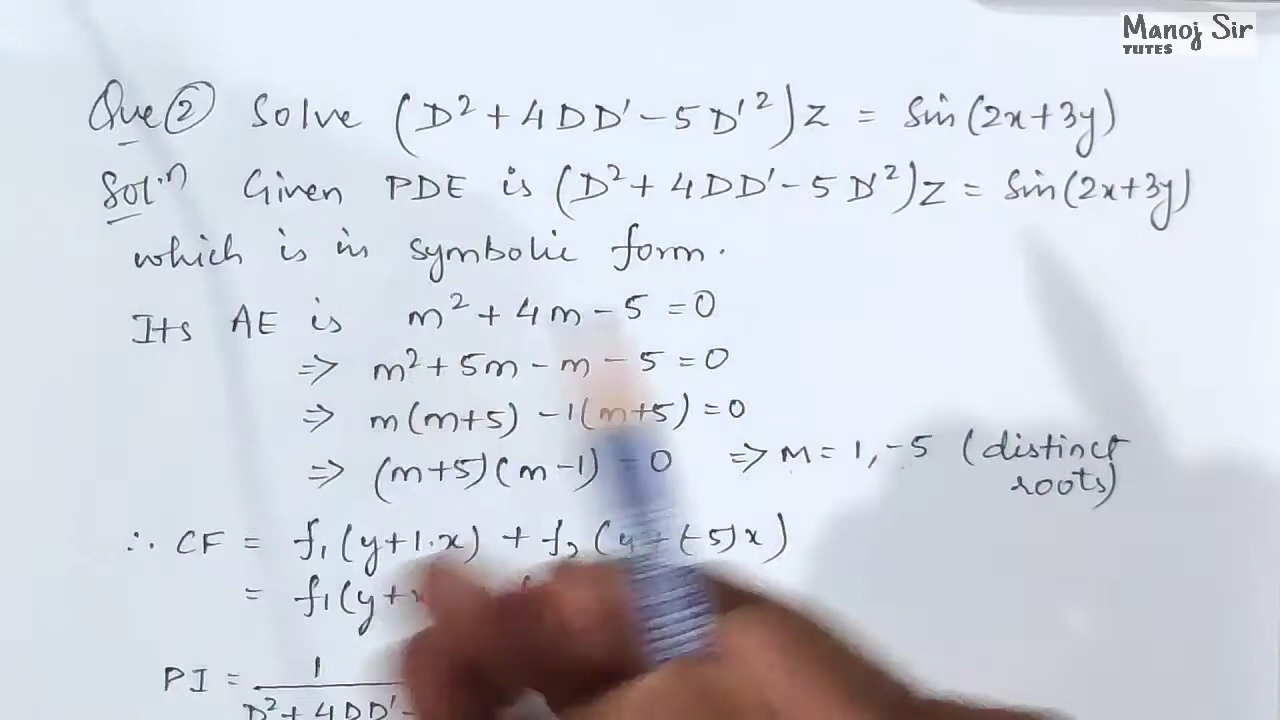 Manoj Sir
TUTES
Que ② Solve (D² + 4DD' - 5D'²)z = Sin(2x+3y)
Sol.ⁿ Given PDE is (D² + 4DD' - 5D'²)z = Sin(2x+3y)
which is in symbolic form.
Its AE is m² + 4m - 5 = 0
⇒ m² + 5m - m - 5 = 0
⇒ m(m+5) - 1(m+5) = 0
⇒ (m+5)(m-1) = 0 ⇒ m = 1, -5 (distinct
roots)
∴ CF = f₁(y+1.x) + f₂(y+(-5)x)
= f₁(y+
PI = 1
D² + 4DD' -